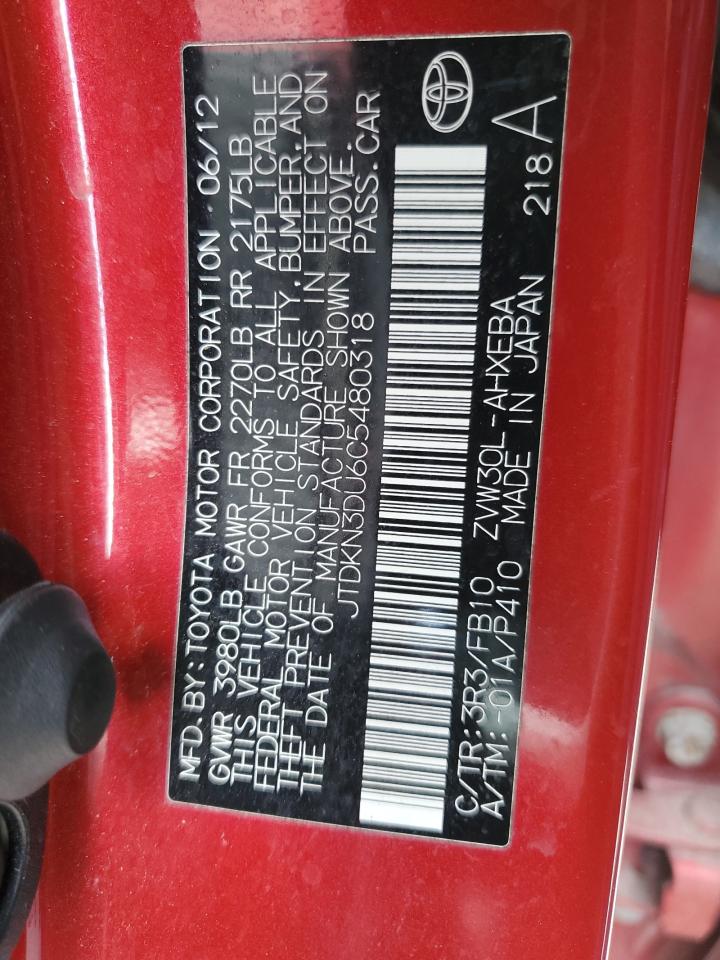 MFD.BY:TOYOTA MOTOR CORPORATION 06/12
GVWR 3980LB GAWR FR 2270LB RR 2175LB
THIS VEHICLE CONFORMS TO ALL APPLICABLE
FEDERAL MOTOR VEHICLE SAFETY,BUMPER,AND
THEFT PREVENTION STANDARDS IN EFFECT ON
THE DATE OF MANUFACTURE SHOWN ABOVE.
JTDKN3DU6C5480318 PASS.CAR
C/TR:3R3/FB10 ZVW30L-AHXEBA
A/TM:-01A/P410 MADE IN JAPAN 218 A